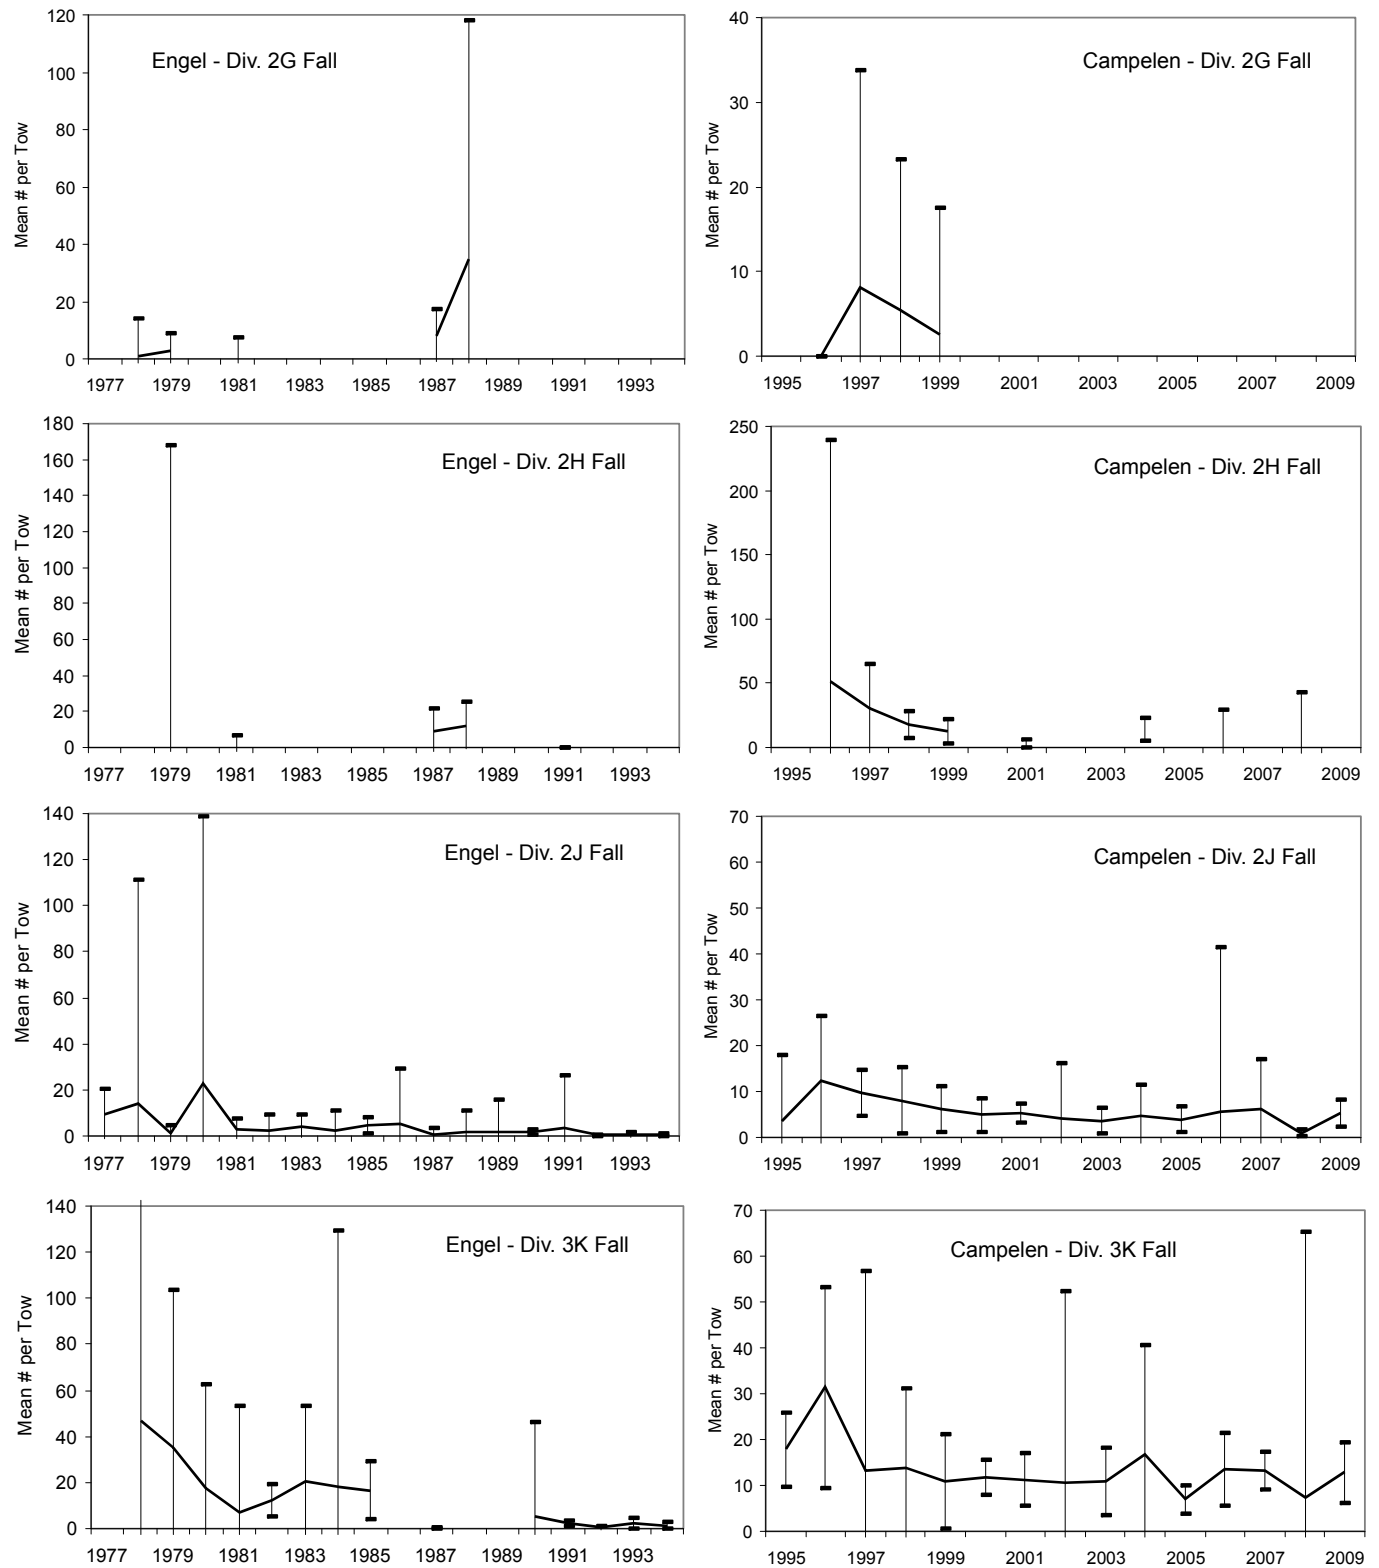 Engel - Div. 2G Fall
Mean # per Tow
120
100
80
60
40
20
0
1977 1979 1981 1983 1985 1987 1989 1991 1993
Campelen - Div. 2G Fall
Mean # per Tow
40
30
20
10
0
1995 1997 1999 2001 2003 2005 2007 2009
Engel - Div. 2H Fall
Mean # per Tow
180
160
140
120
100
80
60
40
20
0
1977 1979 1981 1983 1985 1987 1989 1991 1993
Campelen - Div. 2H Fall
Mean # per Tow
250
200
150
100
50
0
1995 1997 1999 2001 2003 2005 2007 2009
Engel - Div. 2J Fall
Mean # per Tow
140
120
100
80
60
40
20
0
1977 1979 1981 1983 1985 1987 1989 1991 1993
Campelen - Div. 2J Fall
Mean # per Tow
70
60
50
40
30
20
10
0
1995 1997 1999 2001 2003 2005 2007 2009
Engel - Div. 3K Fall
Mean # per Tow
140
120
100
80
60
40
20
0
1977 1979 1981 1983 1985 1987 1989 1991 1993
Campelen - Div. 3K Fall
Mean # per Tow
70
60
50
40
30
20
10
0
1995 1997 1999 2001 2003 2005 2007 2009